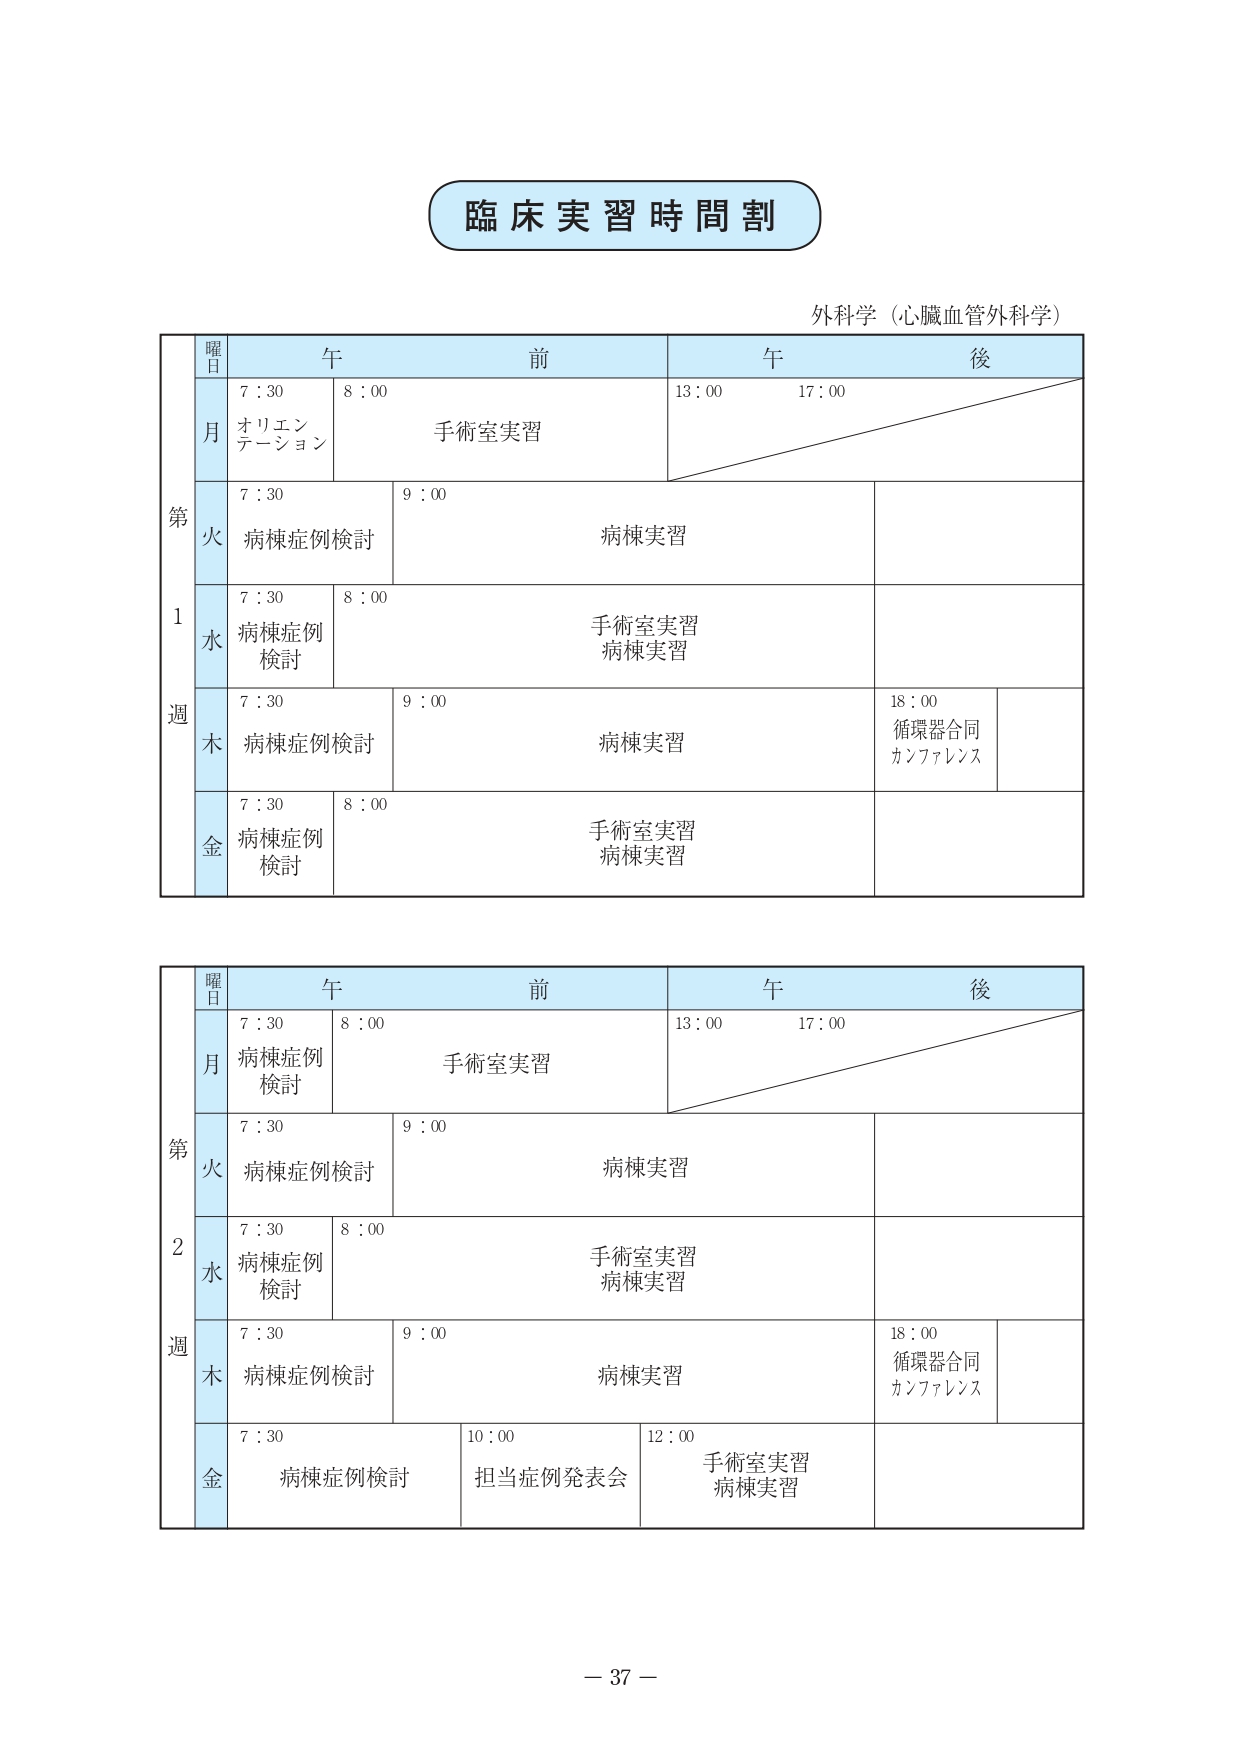 臨床実習時間割
外科学（心臓血管外科学）
曜日 午 前 午 後
第1週
月
7：30 8：00 13：00 17：00
オリエン
テーション
手術室実習
火
7：30 9：00
病棟症例検討 病棟実習
水
7：30 8：00
病棟症例
検討
手術室実習
病棟実習
木
7：30 9：00 18：00
病棟症例検討 病棟実習
循環器合同
カンファレンス
金
7：30 8：00
病棟症例
検討
手術室実習
病棟実習
曜日 午 前 午 後
第2週
月
7：30 8：00 13：00 17：00
病棟症例
検討
手術室実習
火
7：30 9：00
病棟症例検討 病棟実習
水
7：30 8：00
病棟症例
検討
手術室実習
病棟実習
木
7：30 9：00 18：00
病棟症例検討 病棟実習
循環器合同
カンファレンス
金
7：30 10：00 12：00
病棟症例検討 担当症例発表会
手術室実習
病棟実習
― 37 ―